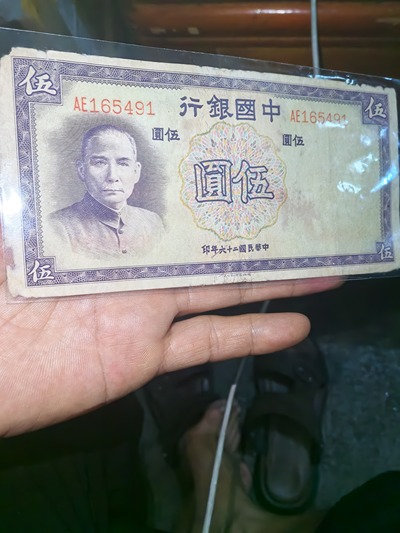 伍 伍
AE165491 行銀國中 AE165491
圓伍 伍圓
圓伍
印年六十二國民華中
伍 伍